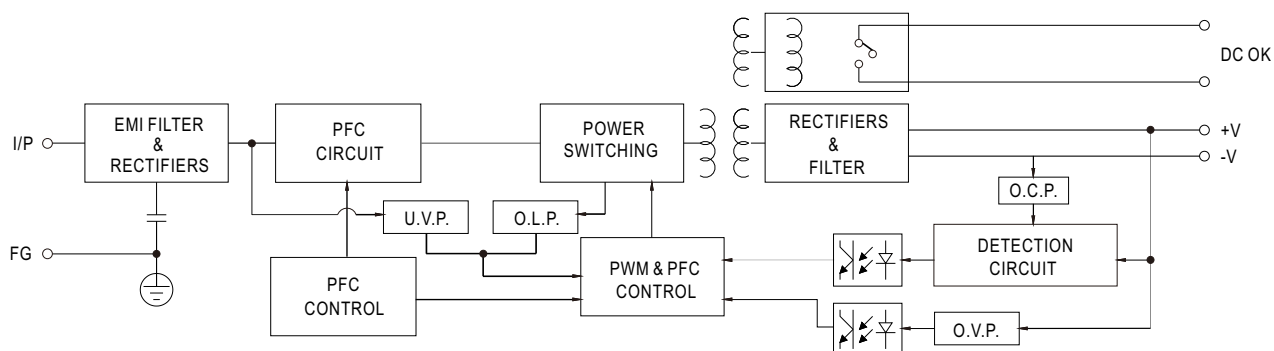 DC OK
I/P
EMI FILTER
&
RECTIFIERS
PFC
CIRCUIT
POWER
SWITCHING
RECTIFIERS
&
FILTER
+V
-V
O.C.P.
U.V.P.
O.L.P.
FG
PFC
CONTROL
PWM & PFC
CONTROL
DETECTION
CIRCUIT
O.V.P.